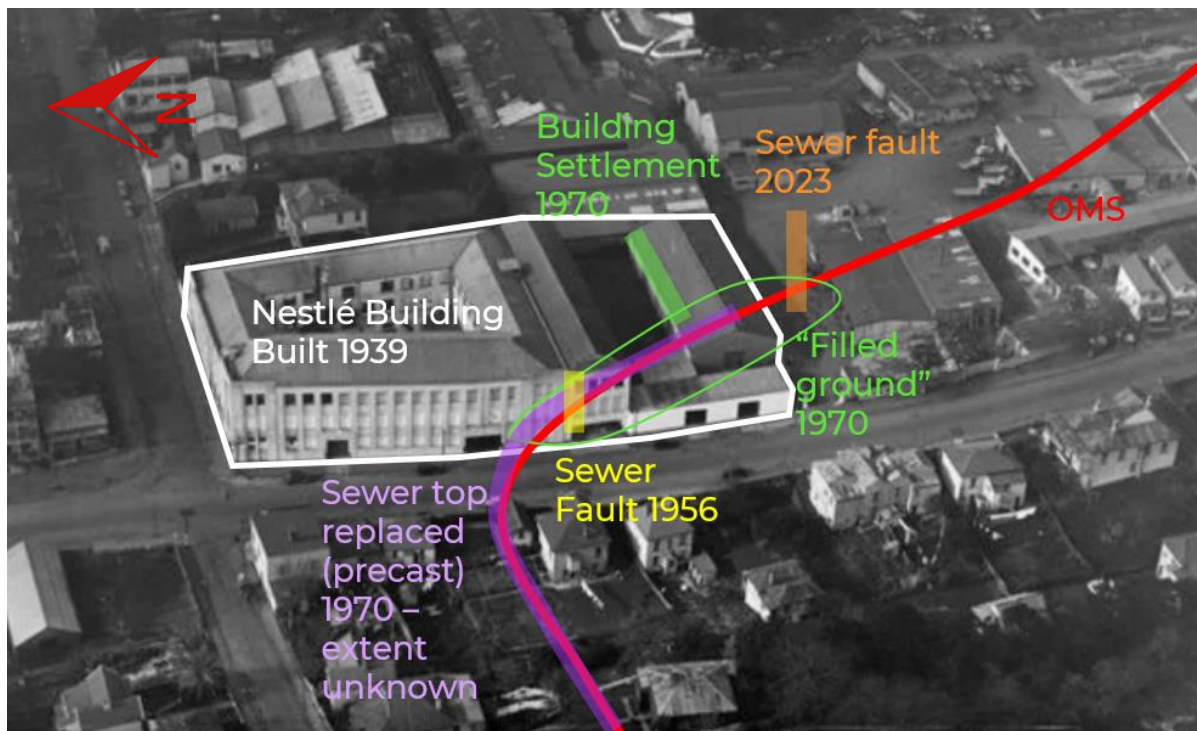 N
Building
Settlement
1970
Sewer fault
2023
OMS
Nestlé Building
Built 1939
“Filled
ground”
1970
Sewer
Fault 1956
Sewer top
replaced
(precast)
1970 –
extent
unknown